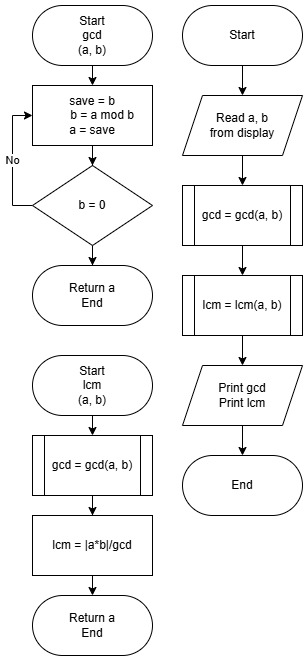 Start
gcd
(a, b)
save = b
b = a mod b
a = save
No
b = 0
Return a
End
Start
lcm
(a, b)
gcd = gcd(a, b)
lcm = |a*b|/gcd
Return a
End
Start
Read a, b
from display
gcd = gcd(a, b)
lcm = lcm(a, b)
Print gcd
Print lcm
End